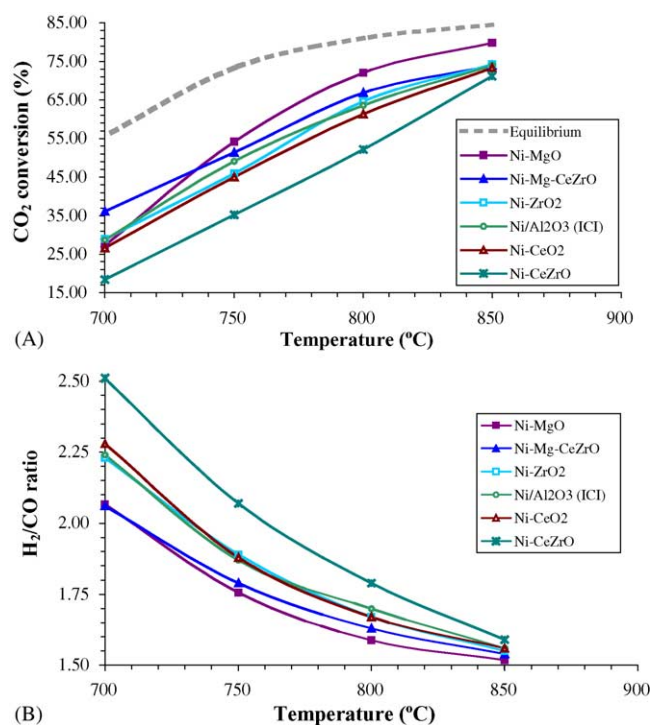 85.00
75.00
65.00
55.00
45.00
35.00
25.00
15.00
CO₂ conversion (%)
Equilibrium
Ni-MgO
Ni-Mg-CeZrO
Ni-ZrO2
Ni/Al2O3 (ICI)
Ni-CeO2
Ni-CeZrO
700 750 800 850 900
(A) Temperature (ºC)
2.50
2.25
2.00
1.75
1.50
H₂/CO ratio
Ni-MgO
Ni-Mg-CeZrO
Ni-ZrO2
Ni/Al2O3 (ICI)
Ni-CeO2
Ni-CeZrO
700 750 800 850 900
(B) Temperature (ºC)